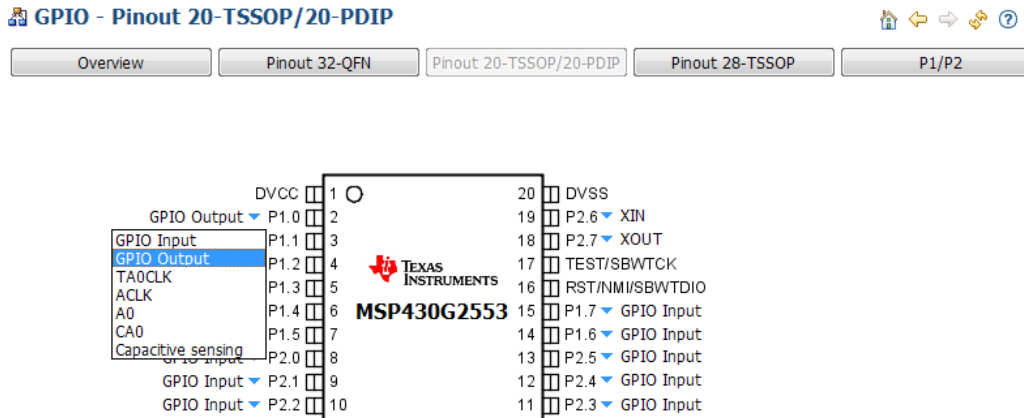 GPIO - Pinout 20-TSSOP/20-PDIP
Overview Pinout 32-QFN Pinout 20-TSSOP/20-PDIP Pinout 28-TSSOP P1/P2
DVCC 1 20 DVSS
GPIO Output P1.0 2 19 P2.6 XIN
GPIO Input P1.1 3 18 P2.7 XOUT
GPIO Output P1.2 4 17 TEST/SBWTCK
TA0CLK
ACLK P1.3 5 16 RST/NMI/SBWTDIO
A0 P1.4 6 15 P1.7 GPIO Input
CA0 P1.5 7 14 P1.6 GPIO Input
Capacitive sensing
TEXAS
INSTRUMENTS
MSP430G2553
GPIO Input P2.0 8 13 P2.5 GPIO Input
GPIO Input P2.1 9 12 P2.4 GPIO Input
GPIO Input P2.2 10 11 P2.3 GPIO Input